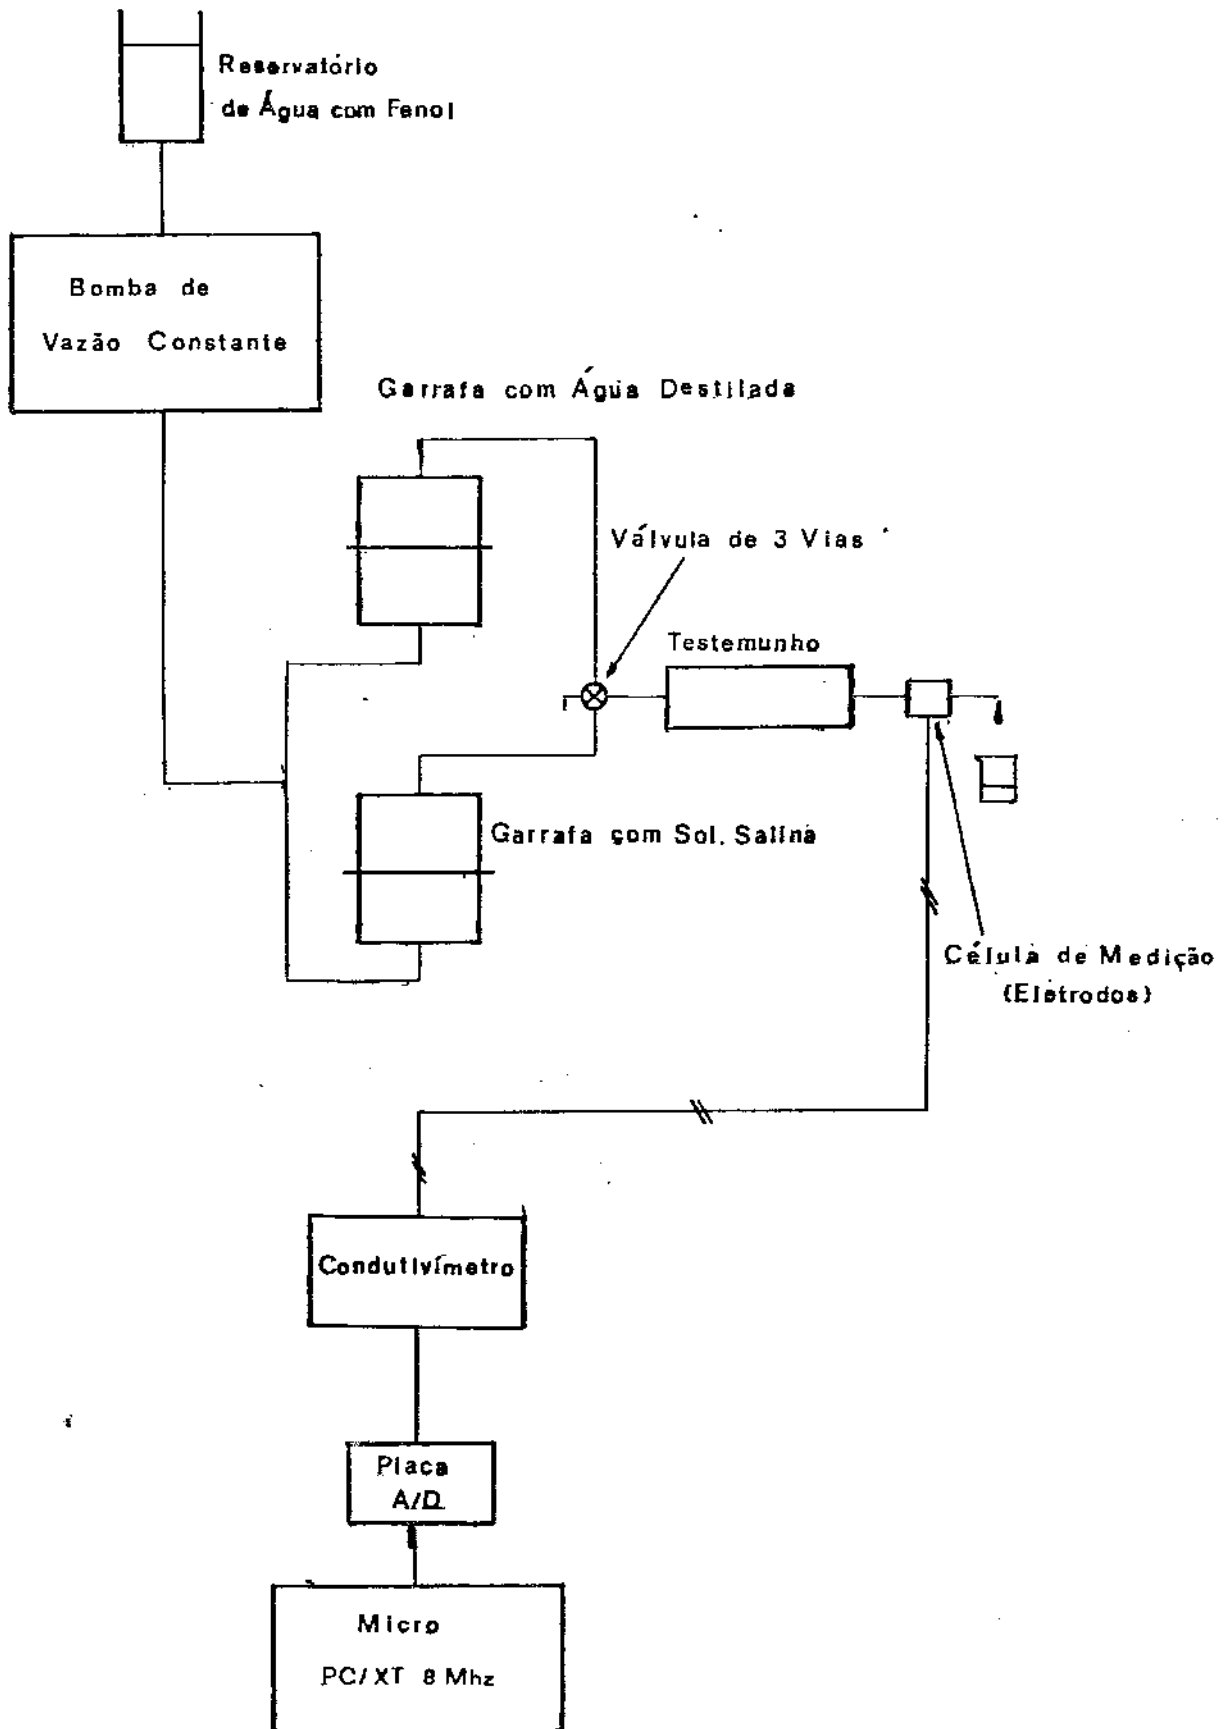 Reservatório
de Água com Fenol
Bomba de
Vazão Constante
Garrafa com Água Destilada
Válvula de 3 Vias
Testemunho
Garrafa com Sol. Salina
Célula de Medição
(Eletrodos)
Condutivímetro
Placa
A/D
Micro
PC/XT 8 Mhz